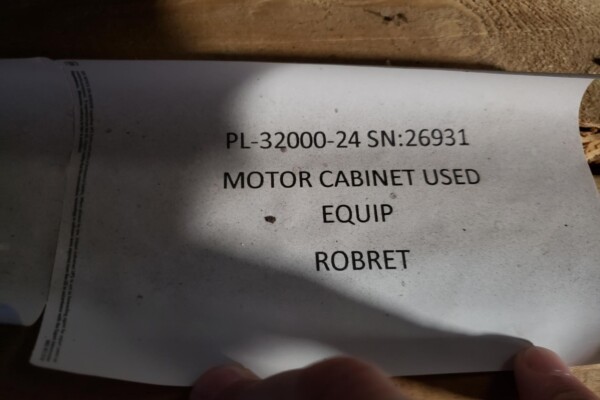 PL-32000-24 SN:26931
MOTOR CABINET USED
EQUIP
ROBRET